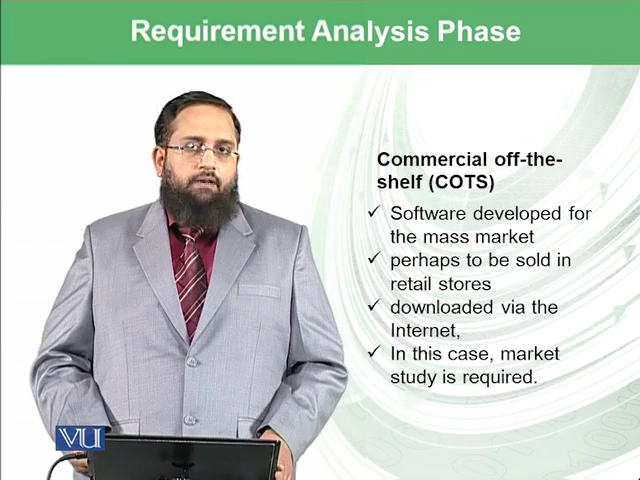 Requirement Analysis Phase
Commercial off-the-
shelf (COTS)
✓ Software developed for
the mass market
✓ perhaps to be sold in
retail stores
✓ downloaded via the
Internet,
✓ In this case, market
study is required.
VU